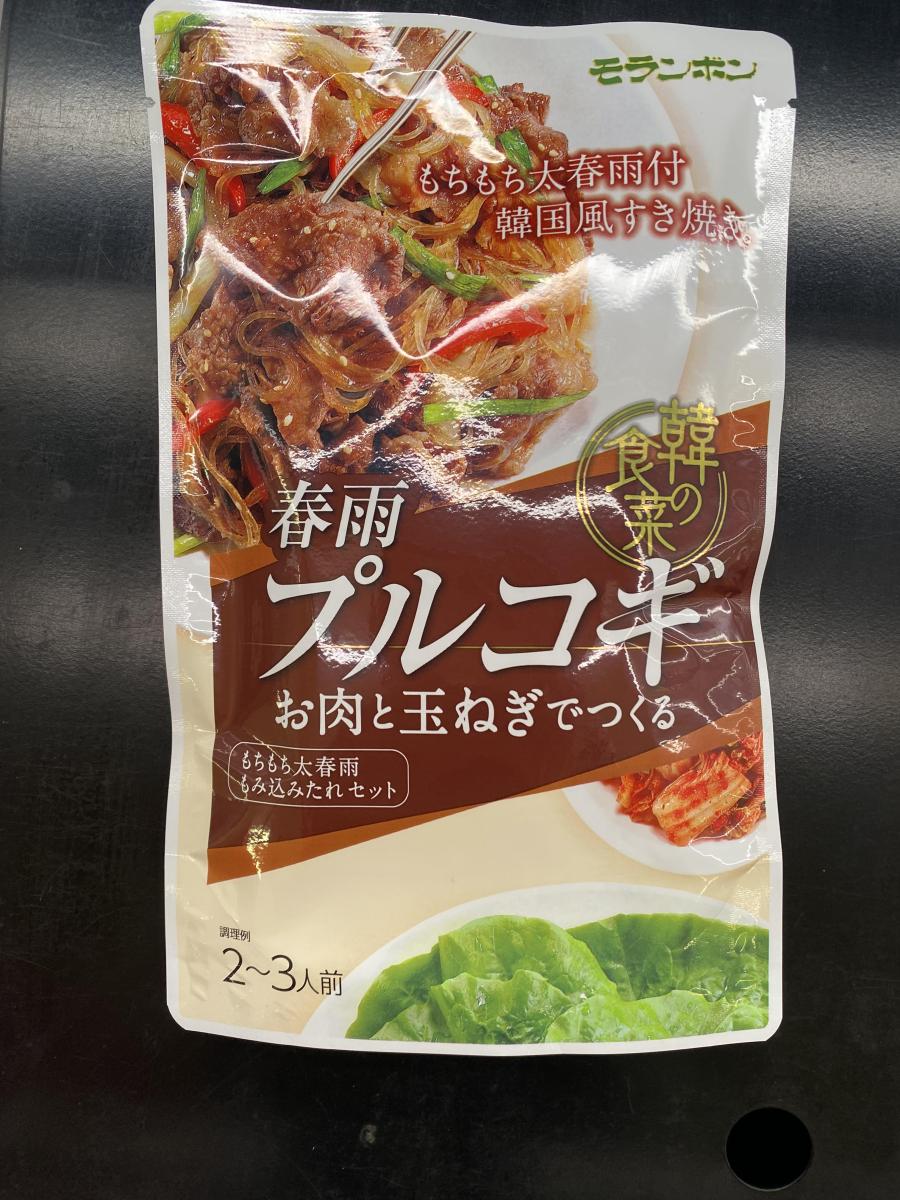 モランボン
もちもち太春雨付
韓国風すき焼き。
韓の
食菜
春雨
プルコギ
お肉と玉ねぎでつくる
もちもち太春雨
もみ込みたれセット
調理例
2～3人前